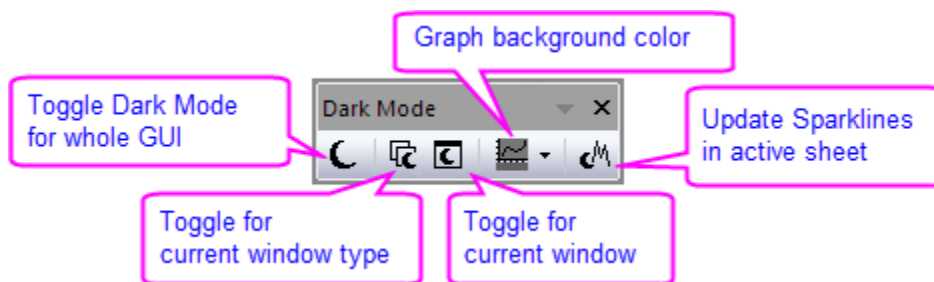 Graph background color
Toggle Dark Mode
for whole GUI
Dark Mode
Update Sparklines
in active sheet
Toggle for
current window type
Toggle for
current window